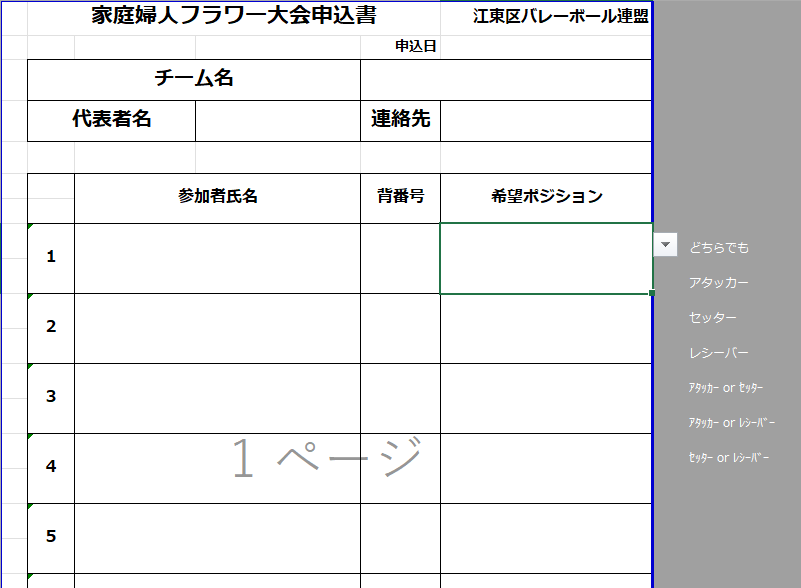 家庭婦人フラワー大会申込書 江東区バレーボール連盟
申込日
チーム名
代表者名 連絡先
参加者氏名 背番号 希望ポジション
1 どちらでも
アタッカー
2 セッター
レシーバー
3 ｱﾀｯｶｰ or ｾｯﾀｰ
ｱﾀｯｶｰ or ﾚｼｰﾊﾞｰ
4 ｾｯﾀｰ or ﾚｼｰﾊﾞｰ
1 ページ
5